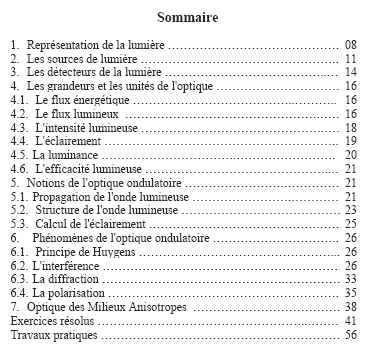 Sommaire
1. Représentation de la lumière …………………………………… 08
2. Les sources de lumière ………………………………………… 11
3. Les détecteurs de la lumière …………………………………… 14
4. Les grandeurs et les unités de l'optique ………………………… 16
4.1. Le flux énergétique …………………………………………… 16
4.2. Le flux lumineux …………………………………………… 16
4.3. L'intensité lumineuse ………………………………………… 18
4.4. L'éclairement ………………………………………………… 19
4.5. La luminance ………………………………………………… 20
4.6. L'efficacité lumineuse ………………………………………… 21
5. Notions de l'optique ondulatoire ……………………………… 21
5.1. Propagation de l'onde lumineuse ……………………………… 21
5.2. Structure de l'onde lumineuse ………………………………… 23
5.3. Calcul de l'éclairement ……………………………………… 25
6. Phénomènes de l'optique ondulatoire ………………………… 26
6.1. Principe de Huygens ………………………………………… 26
6.2. L'interférence ………………………………………………… 26
6.3. La diffraction ………………………………………………… 33
6.4. La polarisation ……………………………………………… 35
7. Optique des Milieux Anisotropes ……………………………… 38
Exercices résolus ………………………………………………… 41
Travaux pratiques ………………………………………………… 56